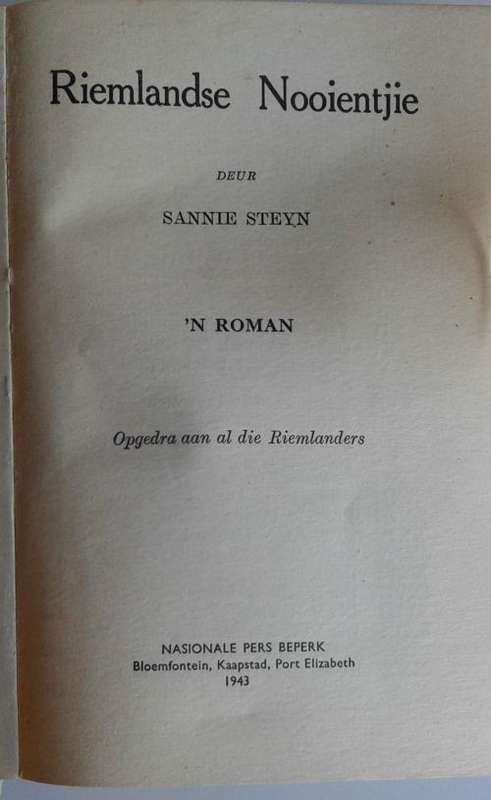 Riemlandse Nooientjie
DEUR
SANNIE STEYN
'N ROMAN
Opgedra aan al die Riemlanders
NASIONALE PERS BEPERK
Bloemfontein, Kaapstad, Port Elizabeth
1943